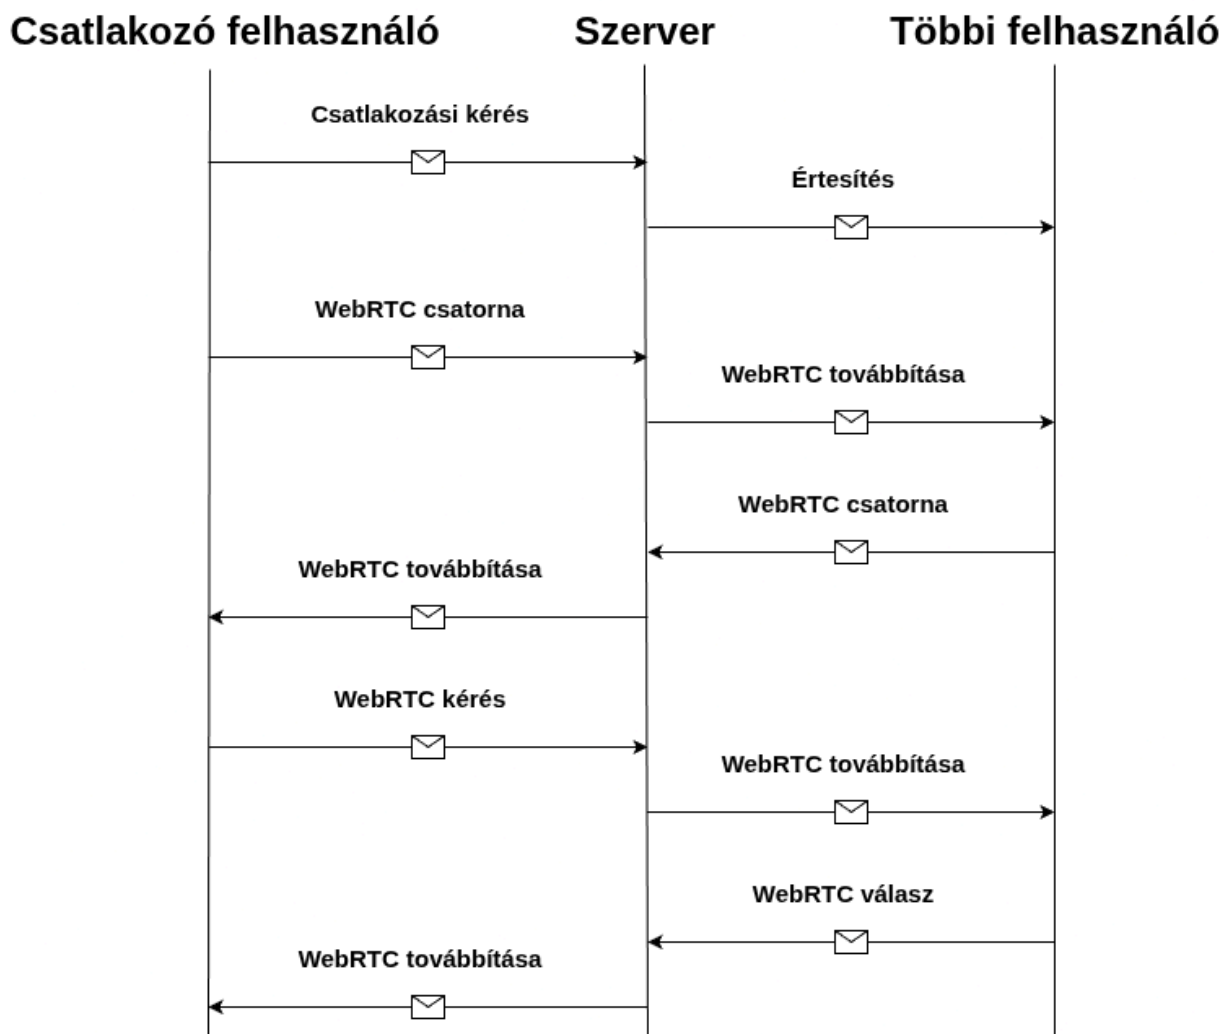 Csatlakozó felhasználó
Szerver
Többi felhasználó
Csatlakozási kérés
Értesítés
WebRTC csatorna
WebRTC továbbítása
WebRTC csatorna
WebRTC továbbítása
WebRTC kérés
WebRTC továbbítása
WebRTC válasz
WebRTC továbbítása